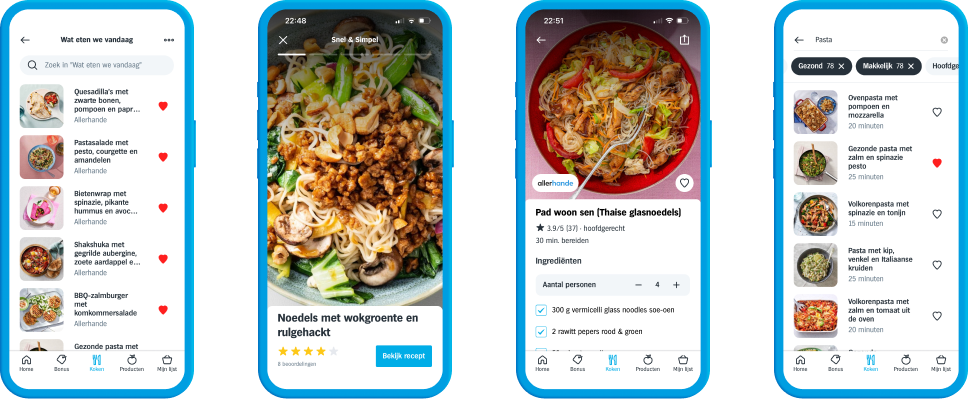 Wat eten we vandaag
Zoek in "Wat eten we vandaag"
Quesadilla's met
zwarte bonen,
pompoen en papr...
Allerhande
Pastasalade met
pesto, courgette en
amandelen
Allerhande
Bietenwrap met
spinazie, pikante
hummus en avoc...
Allerhande
Shakshuka met
gegrilde aubergine,
zoete aardappel e...
Allerhande
BBQ-zalmburger
met
komkommersalade
Allerhande
Gezonde pasta met
Home Bonus Koken Producten Mijn lijst
22:48
Snel & Simpel
Noedels met wokgroente en
rulgehackt
8 beoordelingen
Bekijk recept
22:51
allerhande
Pad woon sen (Thaise glasnoedels)
3.9/5 (37) · hoofdgerecht
30 min. bereiden
Ingrediënten
Aantal personen − 4 +
300 g vermicelli glass noodles soe-oen
2 rawitt pepers rood & groen
Home Bonus Koken Producten Mijn lijst
Pasta
Gezond 78 Makkelijk 78 Hoofdge
Ovenpasta met
pompoen en
mozzarella
20 minuten
Gezonde pasta met
zalm en spinazie
pesto
25 minuten
Volkorenpasta met
spinazie en tonijn
15 minuten
Pasta met kip,
venkel en Italiaanse
kruiden
25 minuten
Volkorenpasta met
zalm en tomaat uit
de oven
20 minuten
Home Bonus Koken Producten Mijn lijst